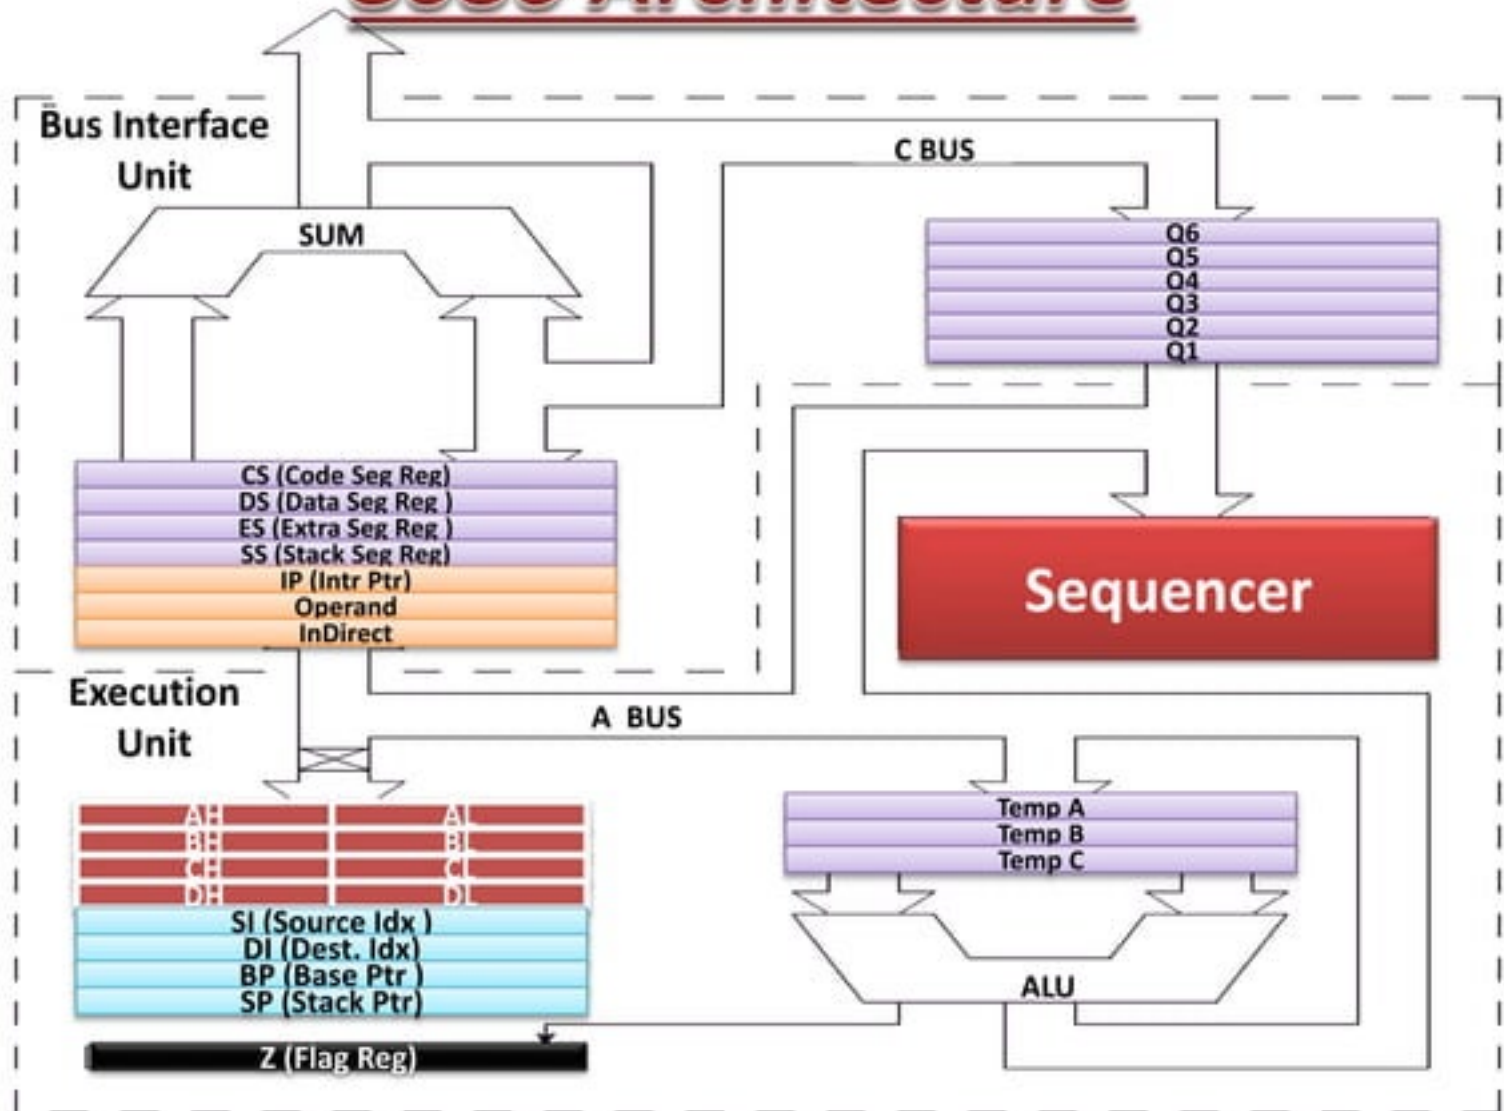 Architecture
Bus Interface
Unit
C BUS
SUM
Q6
Q5
Q4
Q3
Q2
Q1
CS (Code Seg Reg)
DS (Data Seg Reg )
ES (Extra Seg Reg )
SS (Stack Seg Reg)
IP (Intr Ptr)
Operand
InDirect
Sequencer
Execution
Unit
A BUS
AH AL
BH BL
CH CL
DH DL
SI (Source Idx )
DI (Dest. Idx)
BP (Base Ptr )
SP (Stack Ptr)
Z (Flag Reg)
Temp A
Temp B
Temp C
ALU